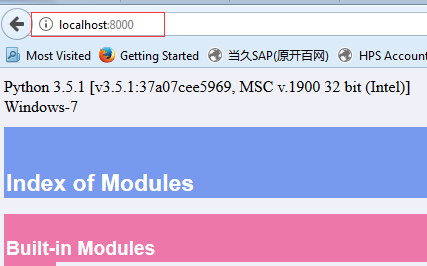 localhost:8000
Most Visited Getting Started 当久SAP(原开百网) HPS Account
Python 3.5.1 [v3.5.1:37a07cee5969, MSC v.1900 32 bit (Intel)]
Windows-7
Index of Modules
Built-in Modules